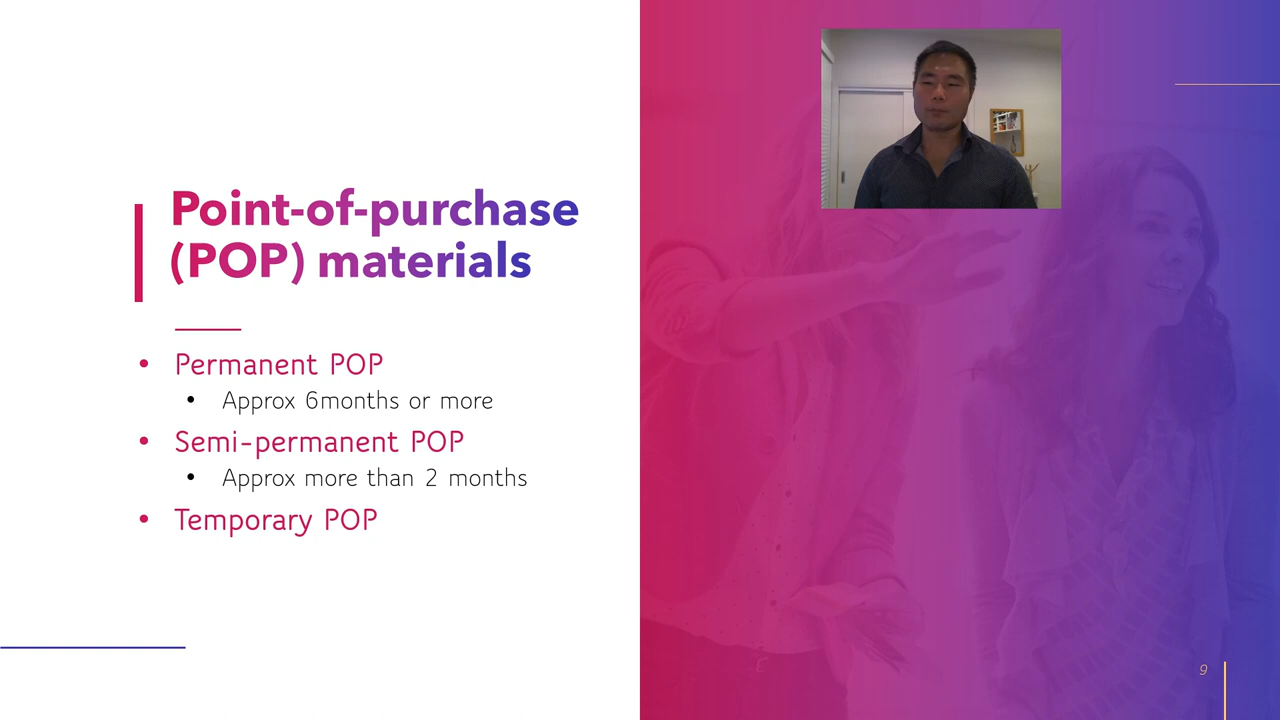 Point-of-purchase
(POP) materials
• Permanent POP
• Approx 6months or more
• Semi-permanent POP
• Approx more than 2 months
• Temporary POP
9